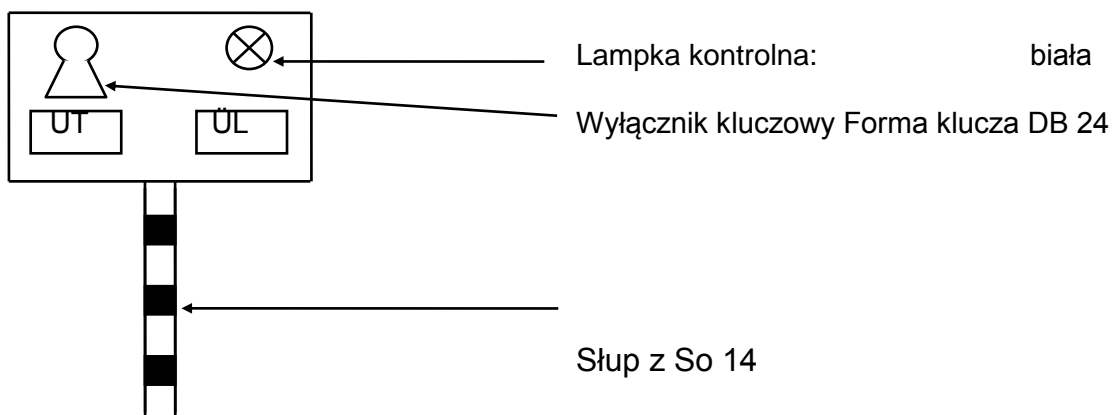 Lampka kontrolna: biała
Wyłącznik kluczowy Forma klucza DB 24
UT ÜL
Słup z So 14